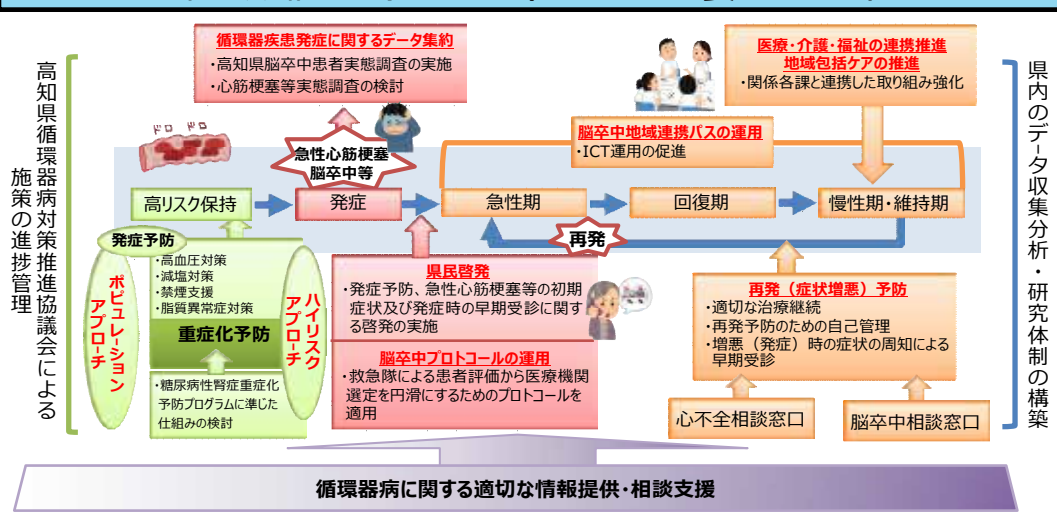 循環器疾患発症に関するデータ集約
・高知県脳卒中患者実態調査の実施
・心筋梗塞等実態調査の検討
医療・介護・福祉の連携推進
地域包括ケアの推進
・関係各課と連携した取り組み強化
高知県循環器病対策推進協議会による
施策の進捗管理
県内のデータ収集分析・研究体制の構築
ドロ ドロ
急性心筋梗塞
脳卒中等
脳卒中地域連携パスの運用
・ICT運用の促進
高リスク保持
発症
急性期
回復期
慢性期・維持期
再発
発症予防
・高血圧対策
・減塩対策
・禁煙支援
・脂質異常症対策
重症化予防
・糖尿病性腎症重症化
予防プログラムに準じた
仕組みの検討
ポピュレーション
アプローチ
ハイリスク
アプローチ
県民啓発
・発症予防、急性心筋梗塞等の初期
症状及び発症時の早期受診に関す
る啓発の実施
脳卒中プロトコールの運用
・救急隊による患者評価から医療機関
選定を円滑にするためのプロトコールを
適用
再発（症状増悪）予防
・適切な治療継続
・再発予防のための自己管理
・増悪（発症）時の症状の周知による
早期受診
心不全相談窓口
脳卒中相談窓口
循環器病に関する適切な情報提供・相談支援